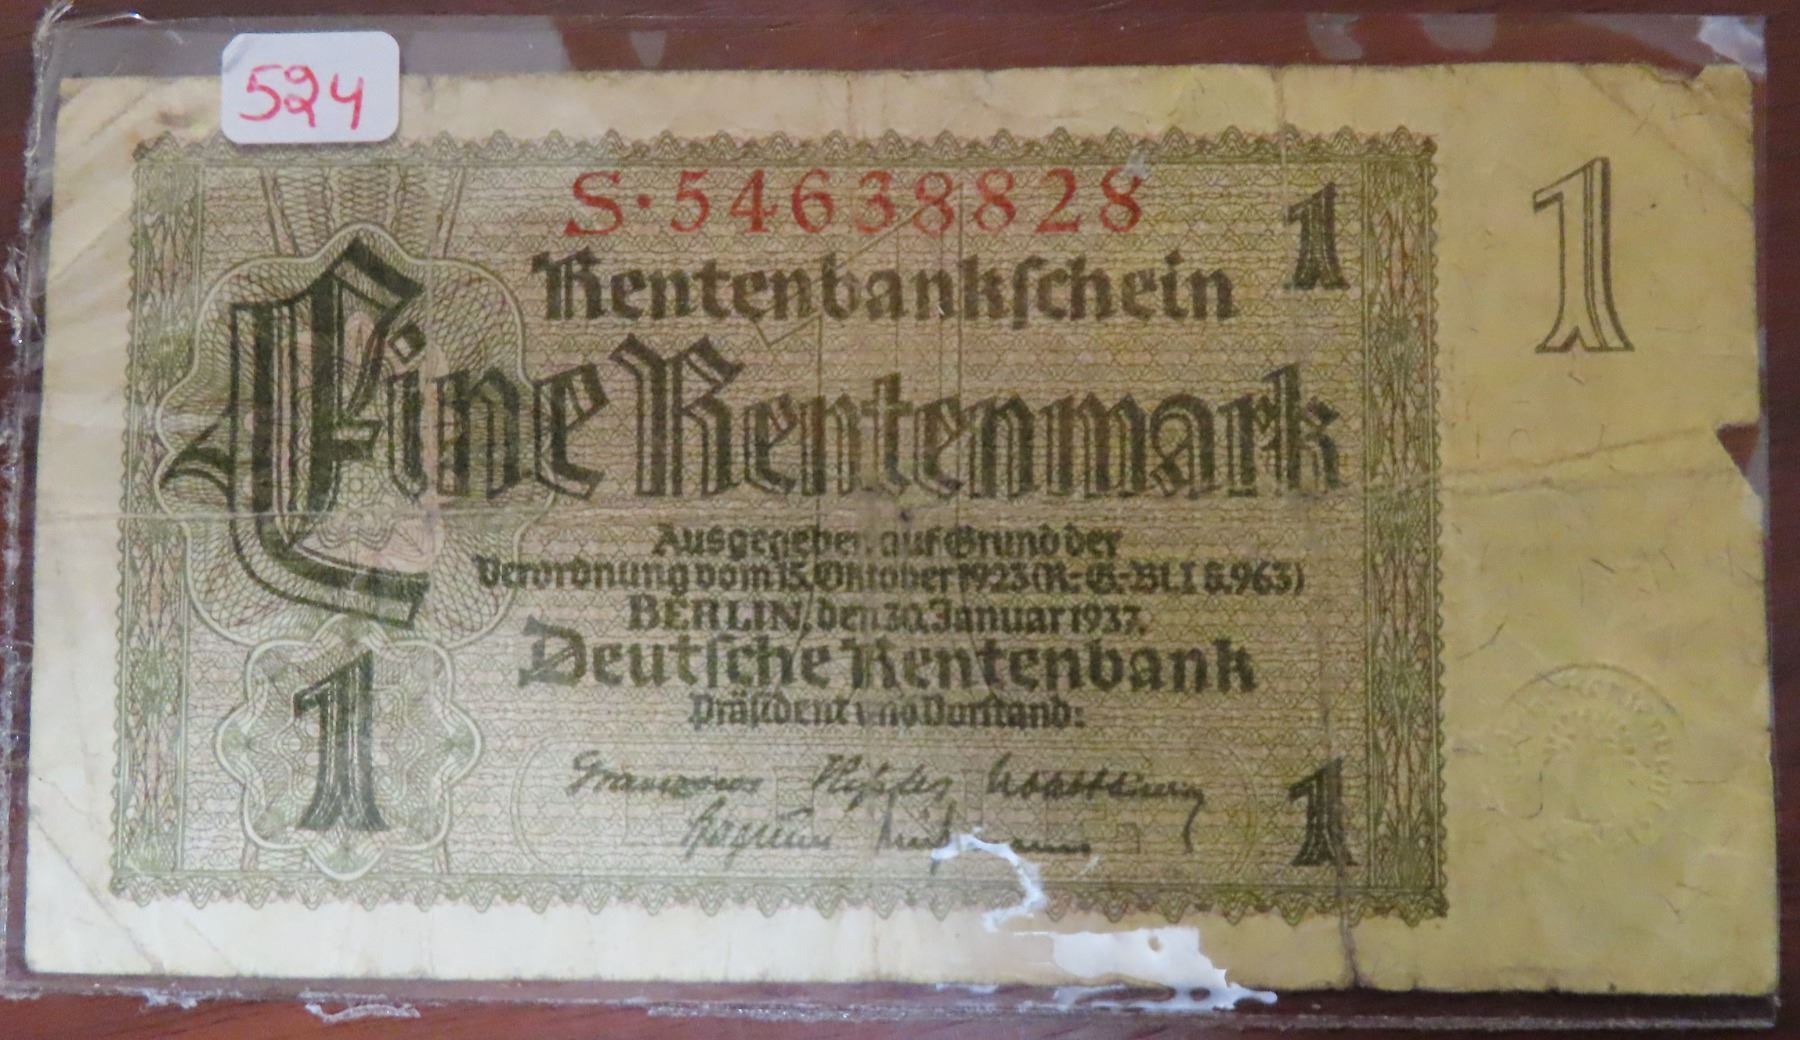 524
S·54638828
1
1
Rentenbankschein
Eine Rentenmark
Ausgegeben auf Grund der
Verordnung vom 15. Oktober 1923 (R.-G.-Bl. I S. 963)
BERLIN, den 30. Januar 1937.
Deutsche Rentenbank
Präsident und Vorstand:
1
1